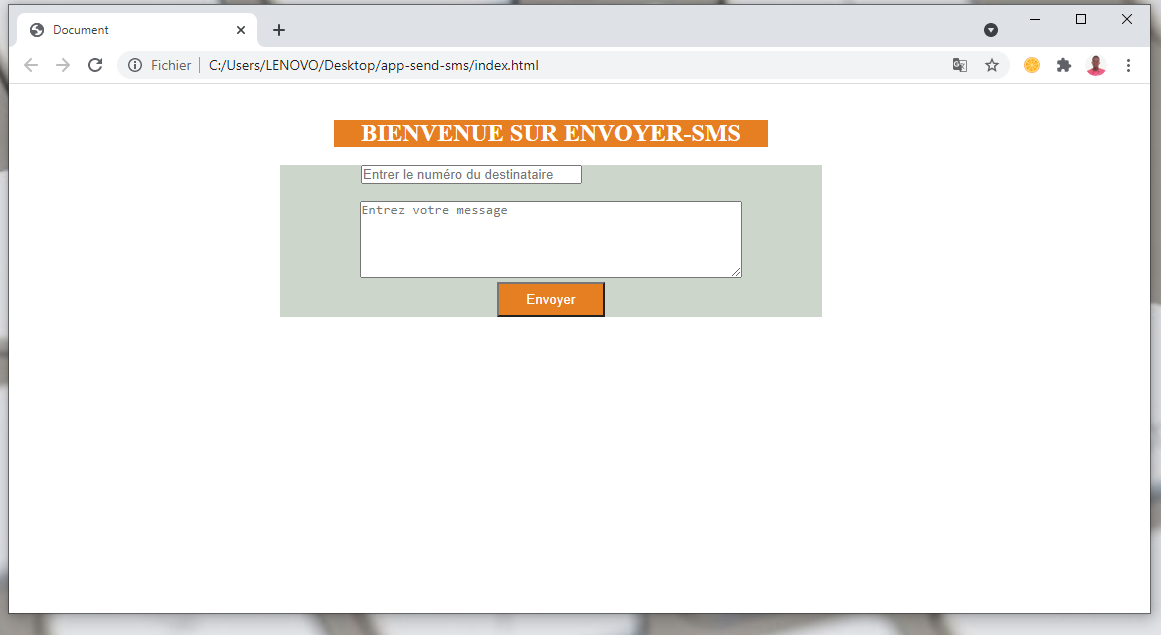 Document
Fichier C:/Users/LENOVO/Desktop/app-send-sms/index.html
BIENVENUE SUR ENVOYER-SMS
Entrer le numéro du destinataire
Entrez votre message
Envoyer